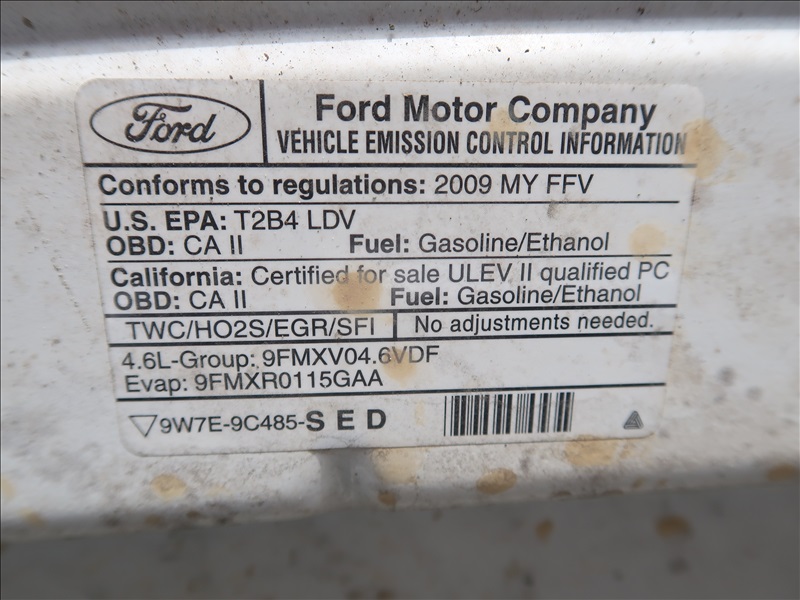 Ford
Ford Motor Company
VEHICLE EMISSION CONTROL INFORMATION
Conforms to regulations: 2009 MY FFV
U.S. EPA: T2B4 LDV
OBD: CA II Fuel: Gasoline/Ethanol
California: Certified for sale ULEV II qualified PC
OBD: CA II Fuel: Gasoline/Ethanol
TWC/HO2S/EGR/SFI No adjustments needed.
4.6L-Group: 9FMXV04.6VDF
Evap: 9FMXR0115GAA
9W7E-9C485-SED